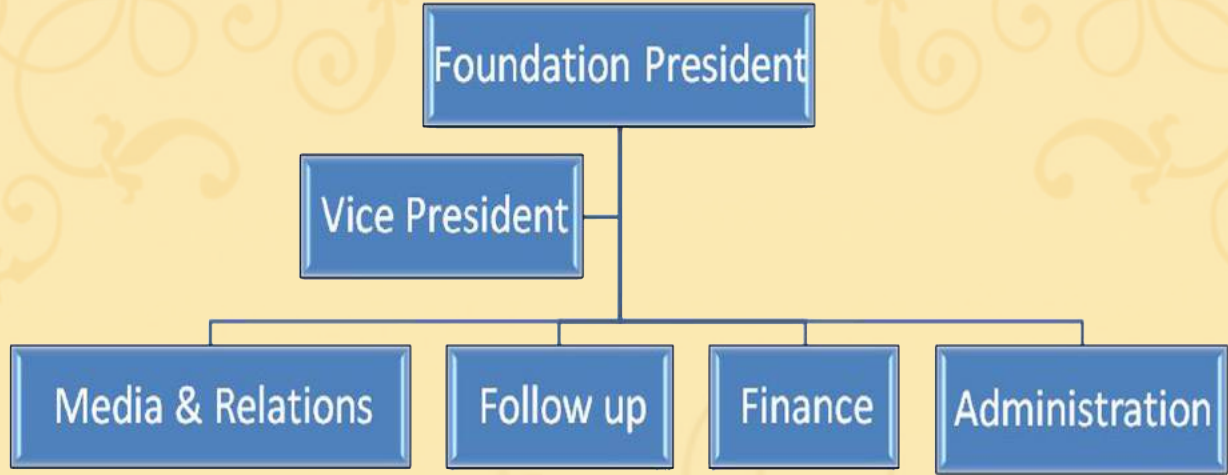 Foundation President
Vice President
Media & Relations
Follow up
Finance
Administration